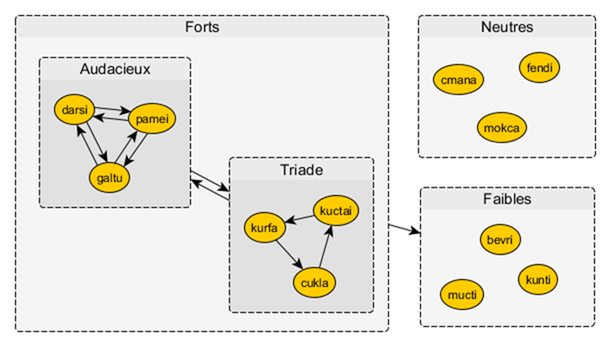 Forts
Audacieux
darsi
pamei
galtu
Triade
kuctai
kurfa
cukla
Neutres
fendi
cmana
mokca
Faibles
bevri
kunti
mucti